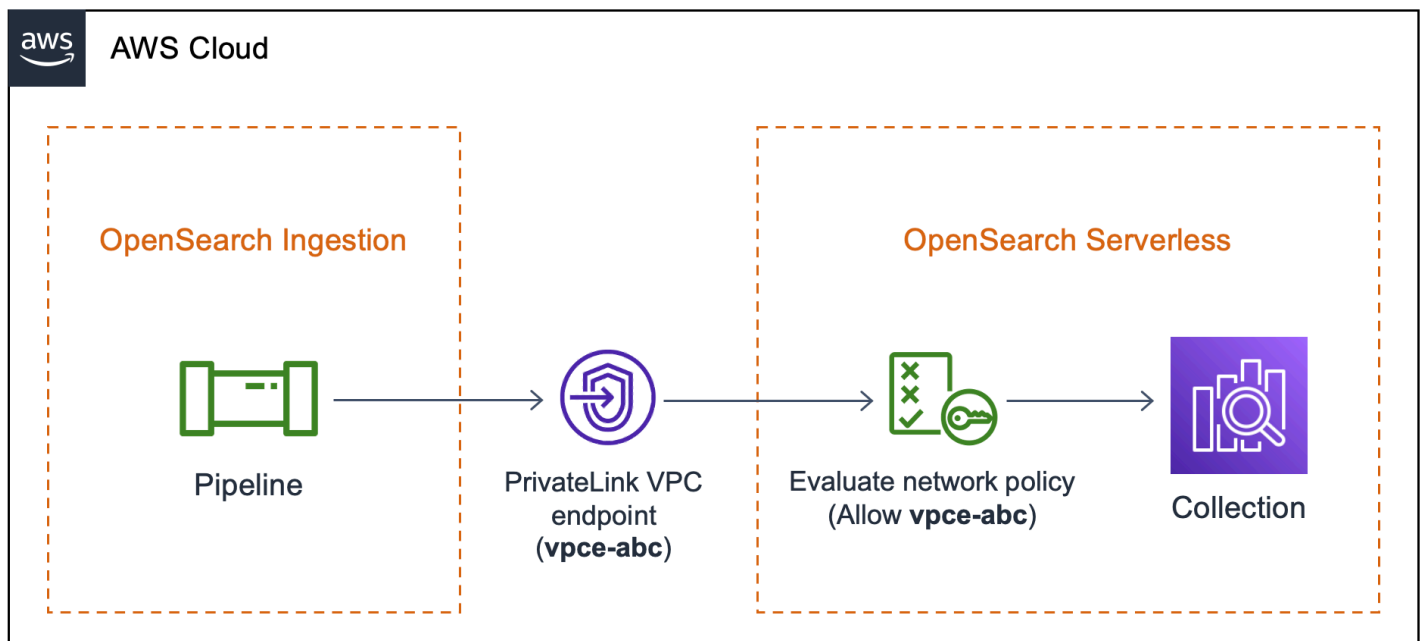 aws
AWS Cloud
OpenSearch Ingestion
OpenSearch Serverless
Pipeline
PrivateLink VPC
endpoint
(vpce-abc)
Evaluate network policy
(Allow vpce-abc)
Collection